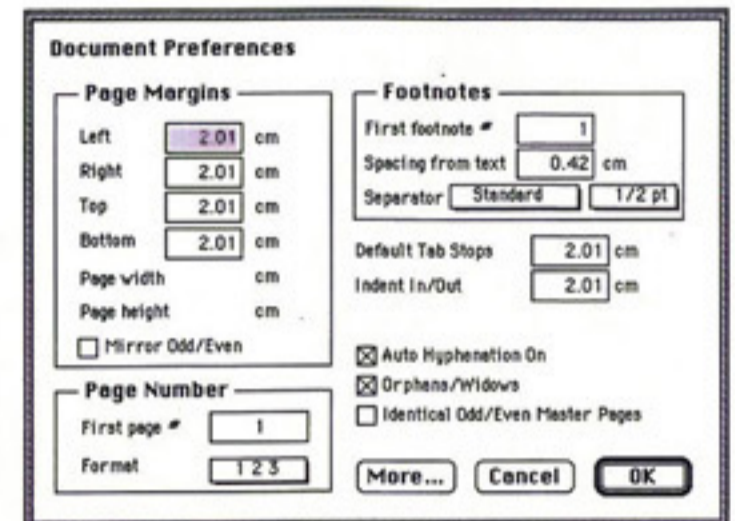 Document Preferences
Page Margins
Left 2.01 cm
Right 2.01 cm
Top 2.01 cm
Bottom 2.01 cm
Page width cm
Page height cm
Mirror Odd/Even
Page Number
First page # 1
Format 1 2 3
Footnotes
First footnote # 1
Spacing from text 0.42 cm
Separator Standard 1/2 pt
Default Tab Stops 2.01 cm
Indent In/Out 2.01 cm
Auto Hyphenation On
Orphans/Widows
Identical Odd/Even Master Pages
More... Cancel OK